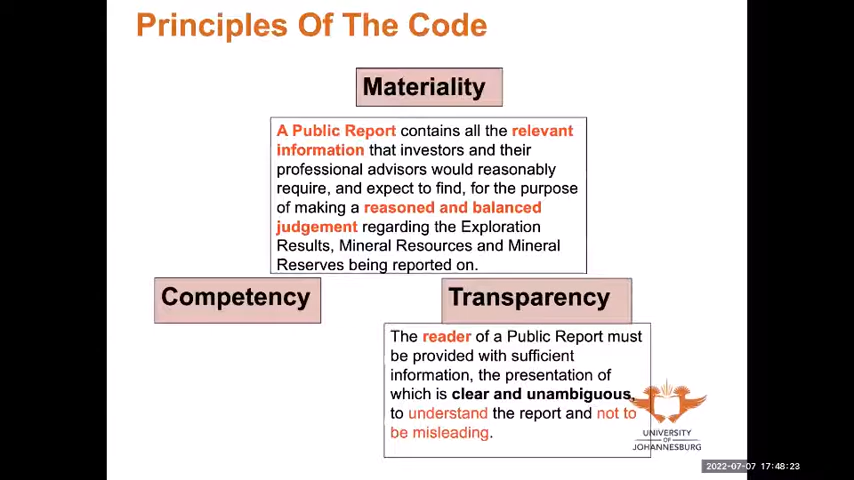 Principles Of The Code
Materiality
A Public Report contains all the relevant
information that investors and their
professional advisors would reasonably
require, and expect to find, for the purpose
of making a reasoned and balanced
judgement regarding the Exploration
Results, Mineral Resources and Mineral
Reserves being reported on.
Competency
Transparency
The reader of a Public Report must
be provided with sufficient
information, the presentation of
which is clear and unambiguous,
to understand the report and not to
be misleading.
UNIVERSITY
OF
JOHANNESBURG
2022-07-07 17:48:23